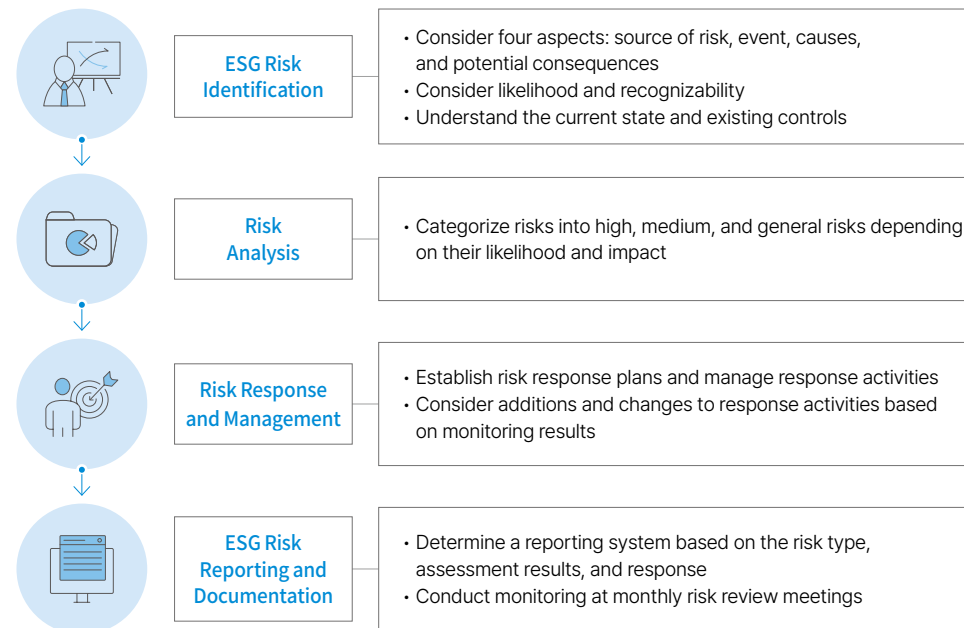 ESG Risk
Identification
• Consider four aspects: source of risk, event, causes,
and potential consequences
• Consider likelihood and recognizability
• Understand the current state and existing controls
Risk
Analysis
• Categorize risks into high, medium, and general risks depending
on their likelihood and impact
Risk Response
and Management
• Establish risk response plans and manage response activities
• Consider additions and changes to response activities based
on monitoring results
ESG Risk
Reporting and
Documentation
• Determine a reporting system based on the risk type,
assessment results, and response
• Conduct monitoring at monthly risk review meetings